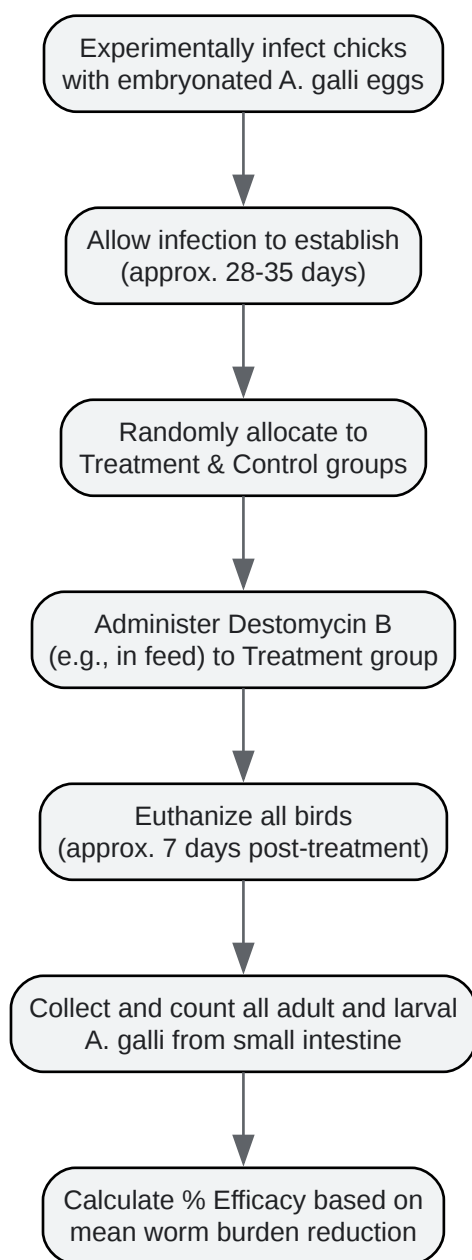 Experimentally infect chicks
with embryonated A. galli eggs
Allow infection to establish
(approx. 28-35 days)
Randomly allocate to
Treatment & Control groups
Administer Destomycin B
(e.g., in feed) to Treatment group
Euthanize all birds
(approx. 7 days post-treatment)
Collect and count all adult and larval
A. galli from small intestine
Calculate % Efficacy based on
mean worm burden reduction